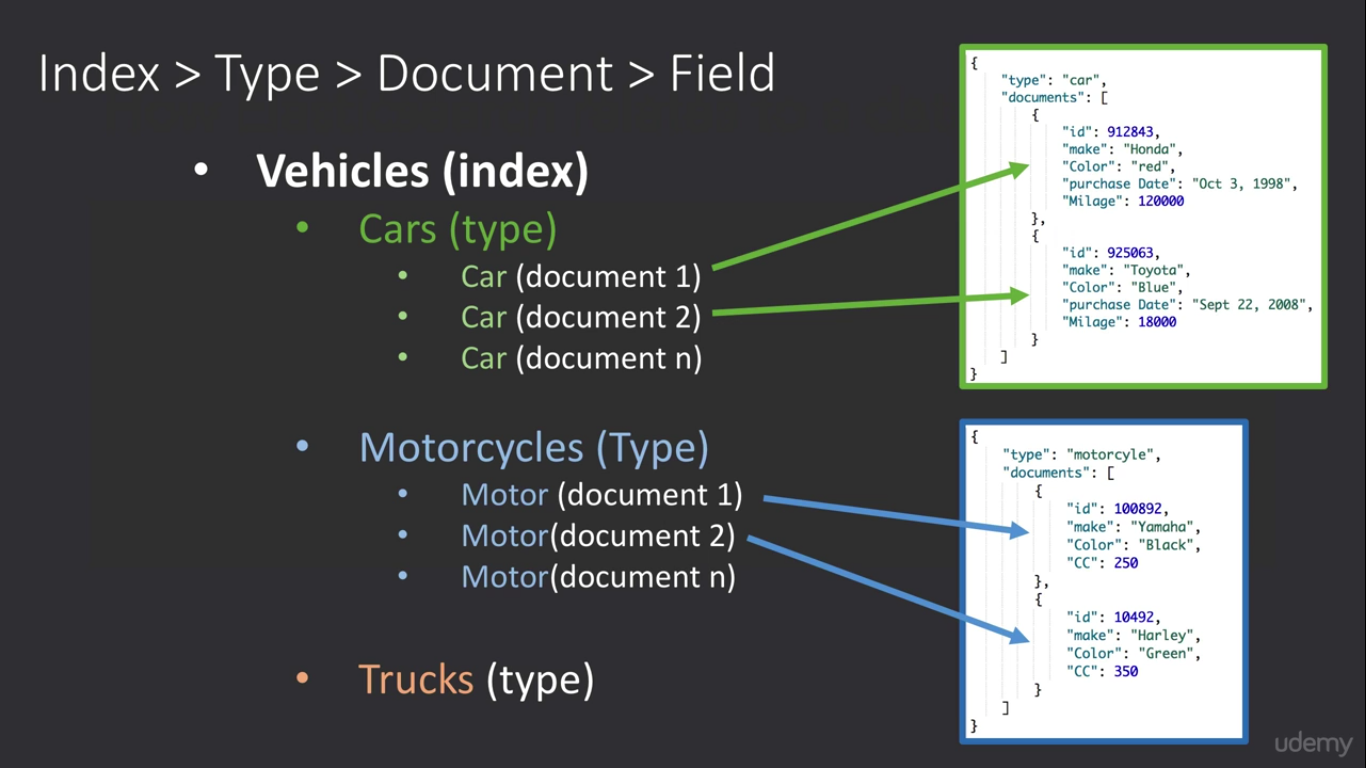 Index > Type > Document > Field
• Vehicles (index)
• Cars (type)
• Car (document 1)
• Car (document 2)
• Car (document n)
• Motorcycles (Type)
• Motor (document 1)
• Motor(document 2)
• Motor(document n)
• Trucks (type)
{
"type": "car",
"documents": [
{
"id": 912843,
"make": "Honda",
"Color": "red",
"purchase Date": "Oct 3, 1998",
"Milage": 120000
},
{
"id": 925063,
"make": "Toyota",
"Color": "Blue",
"purchase Date": "Sept 22, 2008",
"Milage": 18000
}
]
}
{
"type": "motorcyle",
"documents": [
{
"id": 100892,
"make": "Yamaha",
"Color": "Black",
"CC": 250
},
{
"id": 10492,
"make": "Harley",
"Color": "Green",
"CC": 350
}
]
}
udemy